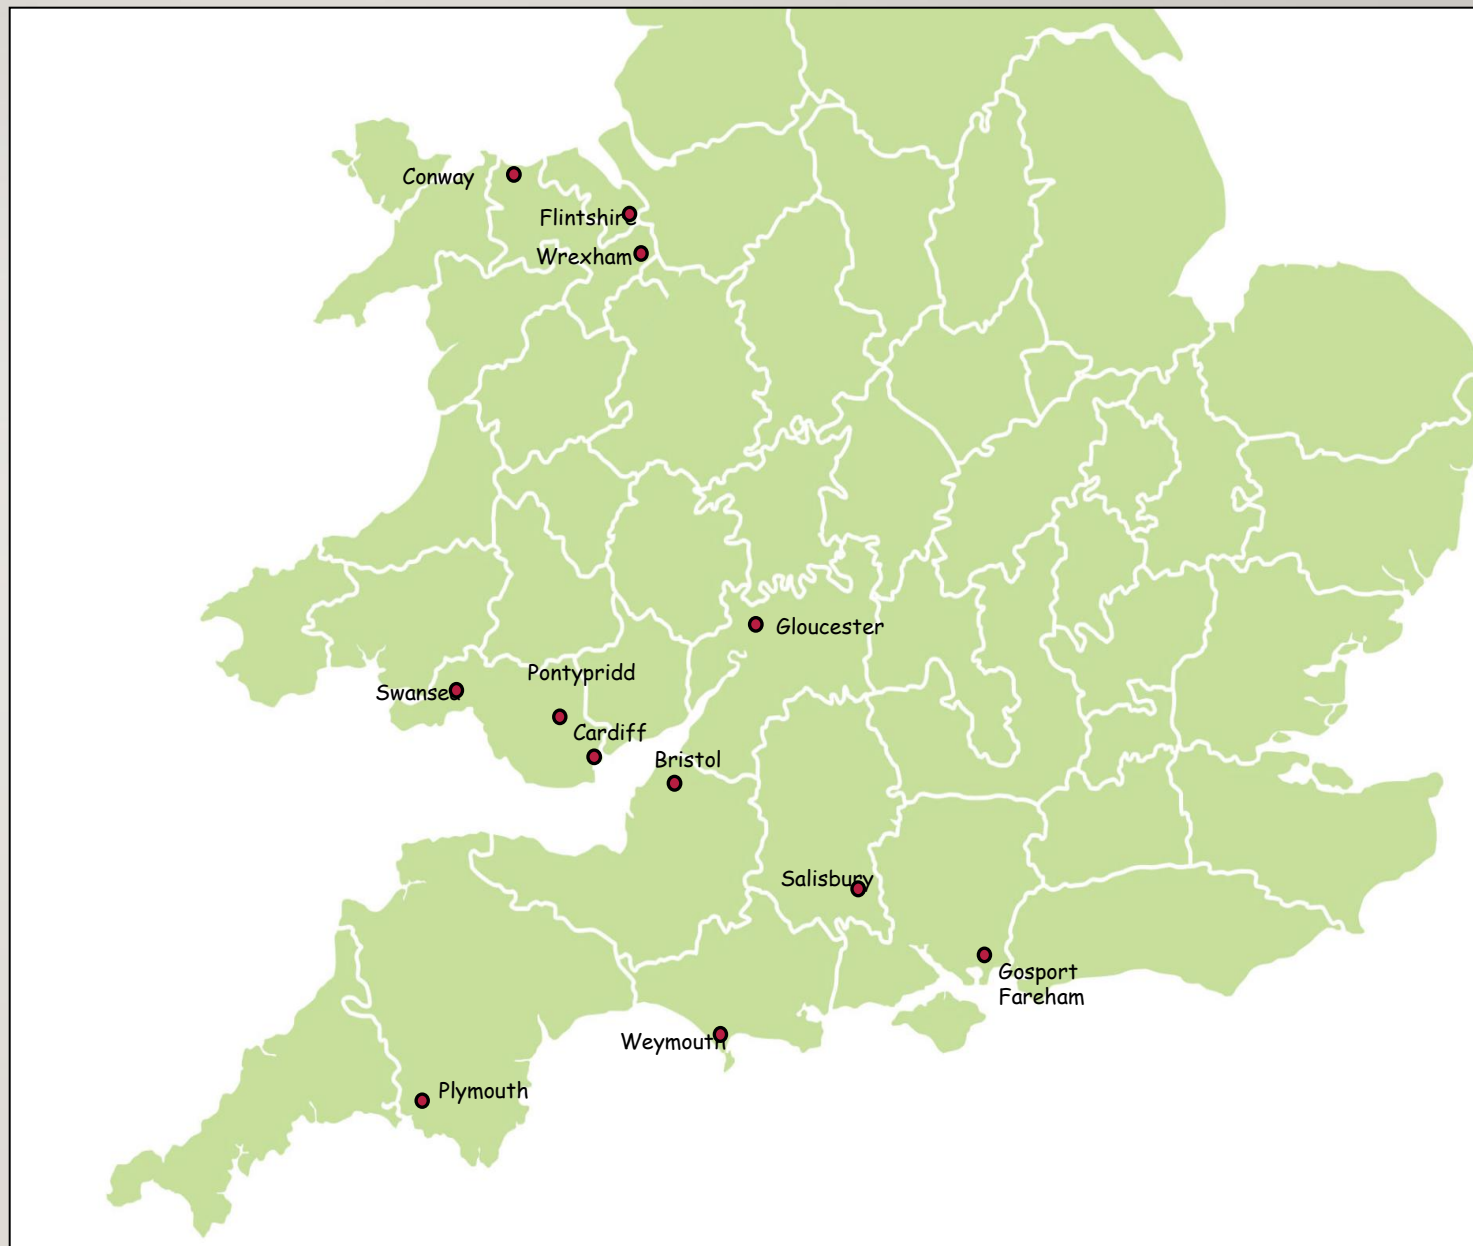 Conway
Flintshire
Wrexham
Gloucester
Pontypridd
Swansea
Cardiff
Bristol
Salisbury
Gosport
Fareham
Weymouth
Plymouth